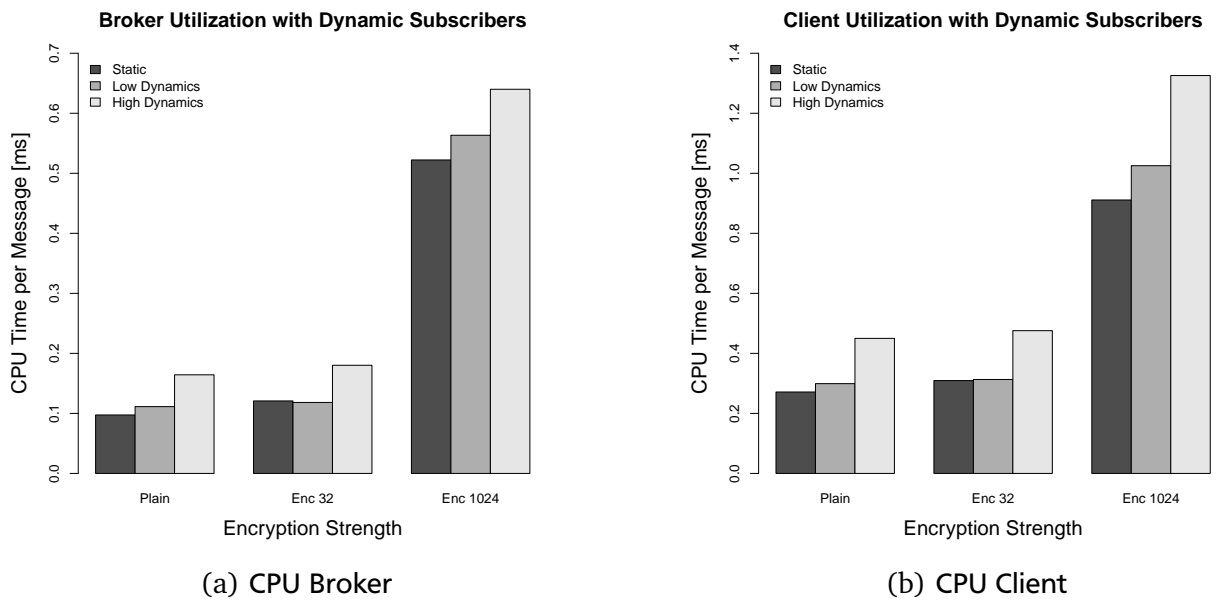 Broker Utilization with Dynamic Subscribers
CPU Time per Message [ms]
0.0
0.1
0.2
0.3
0.4
0.5
0.6
0.7
Static
Low Dynamics
High Dynamics
Plain
Enc 32
Enc 1024
Encryption Strength
(a) CPU Broker
Client Utilization with Dynamic Subscribers
CPU Time per Message [ms]
0.0
0.2
0.4
0.6
0.8
1.0
1.2
1.4
Static
Low Dynamics
High Dynamics
Plain
Enc 32
Enc 1024
Encryption Strength
(b) CPU Client